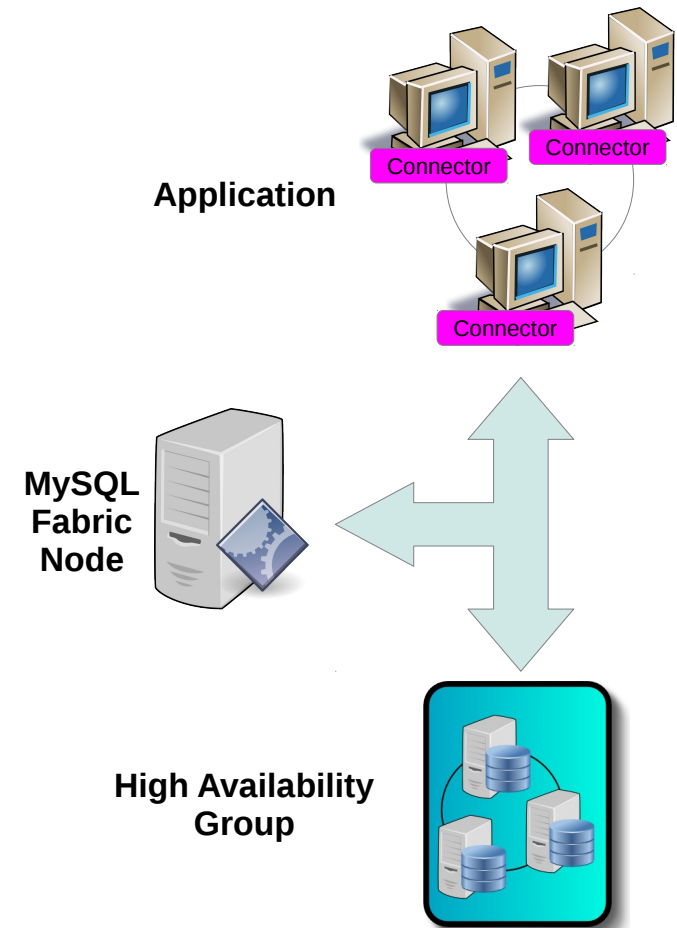 Connector
Connector
Application
Connector
MySQL
Fabric
Node
High Availability
Group